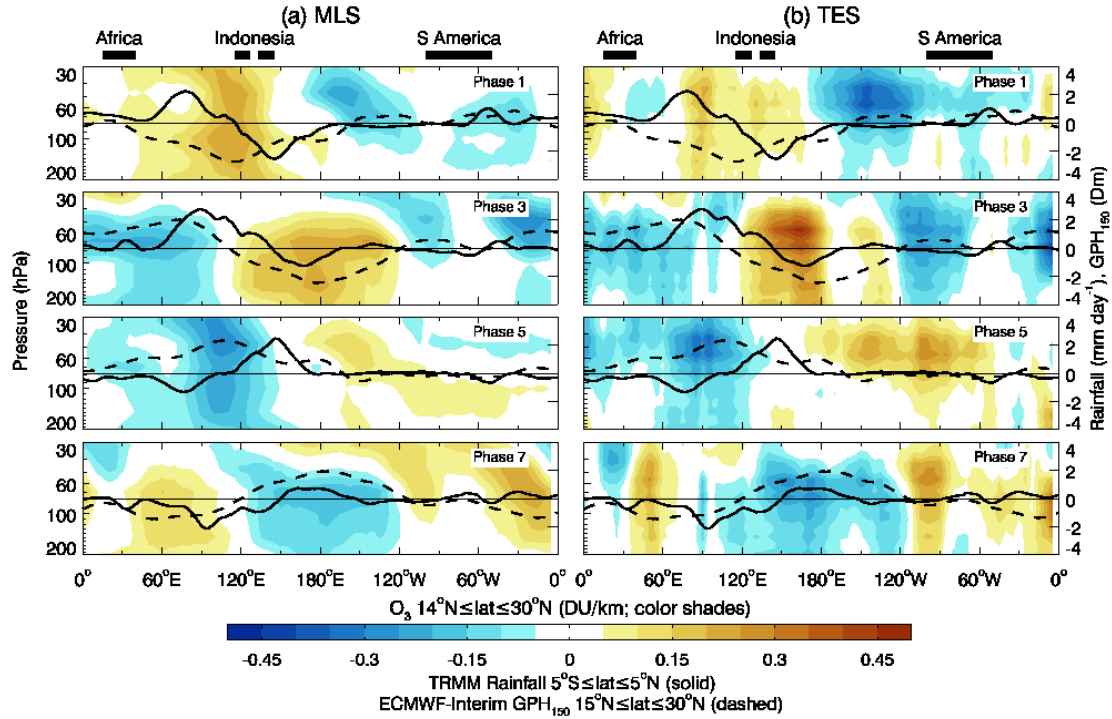 (a) MLS (b) TES
Africa Indonesia S America Africa Indonesia S America
30 Phase 1 Phase 1 4
60 2
100 0
-2
200 -4
30 Phase 3 Phase 3 4
60 2
100 0
-2
200 -4
30 Phase 5 Phase 5 4
60 2
100 0
-2
200 -4
30 Phase 7 Phase 7 4
60 2
100 0
-2
200 -4
Pressure (hPa)
Rainfall (mm day⁻¹), GPH₁₅₀ (Dm)
0° 60°E 120°E 180°E 120°W 60°W 0° 0° 60°E 120°E 180°E 120°W 60°W 0°
O₃ 14°N≤lat≤30°N (DU/km; color shades)
-0.45 -0.3 -0.15 0 0.15 0.3 0.45
TRMM Rainfall 5°S≤lat≤5°N (solid)
ECMWF-Interim GPH₁₅₀ 15°N≤lat≤30°N (dashed)